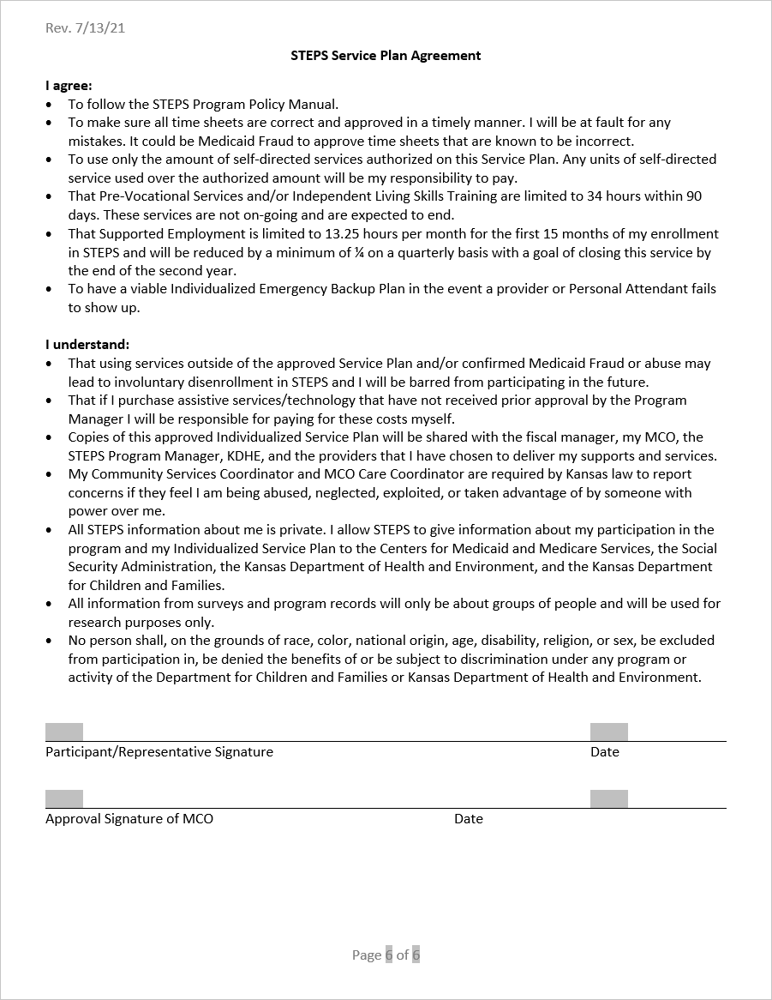 Rev. 7/13/21
STEPS Service Plan Agreement
I agree:
• To follow the STEPS Program Policy Manual.
• To make sure all time sheets are correct and approved in a timely manner. I will be at fault for any
mistakes. It could be Medicaid Fraud to approve time sheets that are known to be incorrect.
• To use only the amount of self-directed services authorized on this Service Plan. Any units of self-directed
service used over the authorized amount will be my responsibility to pay.
• That Pre-Vocational Services and/or Independent Living Skills Training are limited to 34 hours within 90
days. These services are not on-going and are expected to end.
• That Supported Employment is limited to 13.25 hours per month for the first 15 months of my enrollment
in STEPS and will be reduced by a minimum of ¼ on a quarterly basis with a goal of closing this service by
the end of the second year.
• To have a viable Individualized Emergency Backup Plan in the event a provider or Personal Attendant fails
to show up.
I understand:
• That using services outside of the approved Service Plan and/or confirmed Medicaid Fraud or abuse may
lead to involuntary disenrollment in STEPS and I will be barred from participating in the future.
• That if I purchase assistive services/technology that have not received prior approval by the Program
Manager I will be responsible for paying for these costs myself.
• Copies of this approved Individualized Service Plan will be shared with the fiscal manager, my MCO, the
STEPS Program Manager, KDHE, and the providers that I have chosen to deliver my supports and services.
• My Community Services Coordinator and MCO Care Coordinator are required by Kansas law to report
concerns if they feel I am being abused, neglected, exploited, or taken advantage of by someone with
power over me.
• All STEPS information about me is private. I allow STEPS to give information about my participation in the
program and my Individualized Service Plan to the Centers for Medicaid and Medicare Services, the Social
Security Administration, the Kansas Department of Health and Environment, and the Kansas Department
for Children and Families.
• All information from surveys and program records will only be about groups of people and will be used for
research purposes only.
• No person shall, on the grounds of race, color, national origin, age, disability, religion, or sex, be excluded
from participation in, be denied the benefits of or be subject to discrimination under any program or
activity of the Department for Children and Families or Kansas Department of Health and Environment.
Participant/Representative Signature Date
Approval Signature of MCO Date
Page 6 of 6